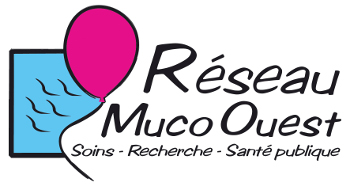 Réseau
Muco Ouest
Soins - Recherche - Santé publique